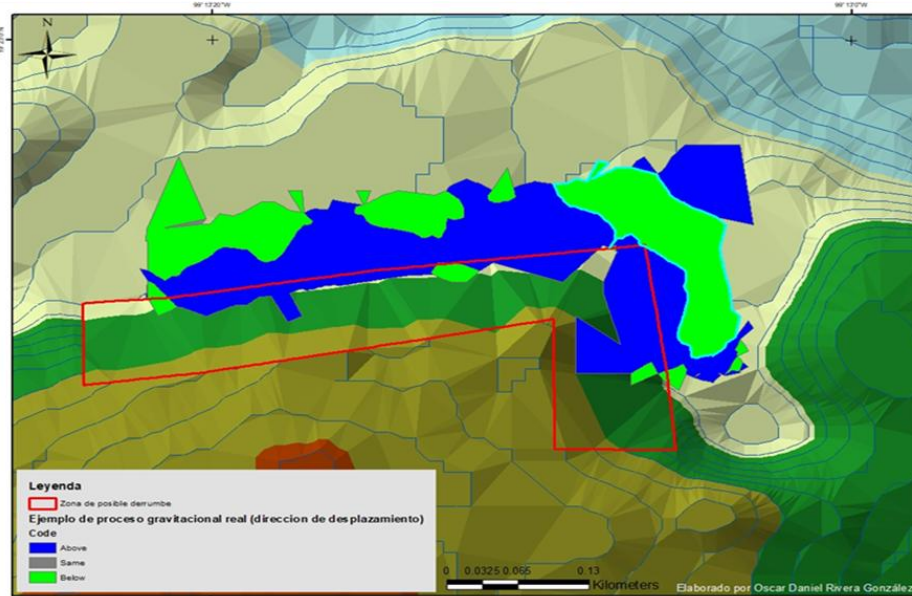 99°13'20"W
99°13'0"W
N
Leyenda
Zona de posible derrumbe
Ejemplo de proceso gravitacional real (direccion de desplazamiento)
Code
Above
Same
Below
0 0.0325 0.065 0.13
Kilometers
Elaborado por Oscar Daniel Rivera González